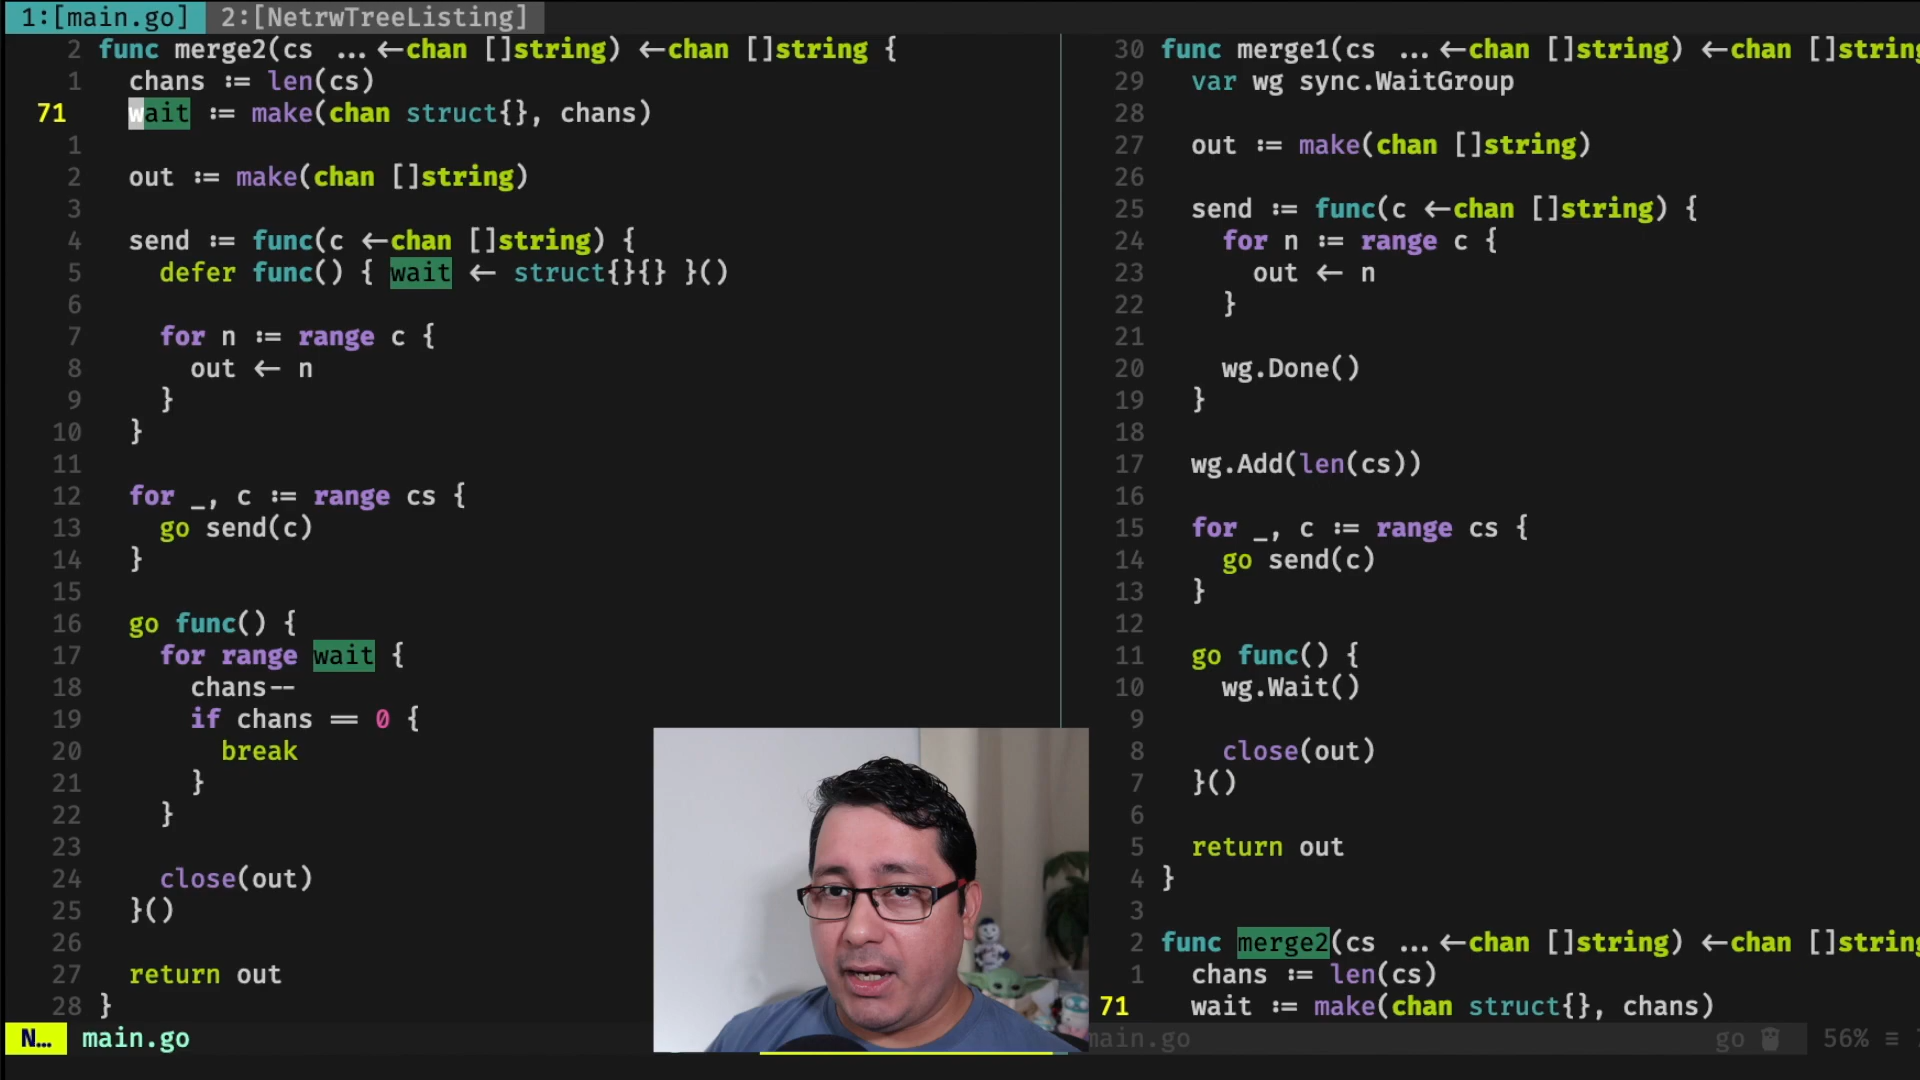 1:[main.go] 2:[NetrwTreeListing]
2 func merge2(cs ...<-chan []string) <-chan []string {
1 chans := len(cs)
71 wait := make(chan struct{}, chans)
1
2 out := make(chan []string)
3
4 send := func(c <-chan []string) {
5 defer func() { wait <- struct{}{} }()
6
7 for n := range c {
8 out <- n
9 }
10 }
11
12 for _, c := range cs {
13 go send(c)
14 }
15
16 go func() {
17 for range wait {
18 chans--
19 if chans == 0 {
20 break
21 }
22 }
23
24 close(out)
25 }()
26
27 return out
28 }
N... main.go
30 func merge1(cs ...<-chan []string) <-chan []string
29 var wg sync.WaitGroup
28
27 out := make(chan []string)
26
25 send := func(c <-chan []string) {
24 for n := range c {
23 out <- n
22 }
21
20 wg.Done()
19 }
18
17 wg.Add(len(cs))
16
15 for _, c := range cs {
14 go send(c)
13 }
12
11 go func() {
10 wg.Wait()
9
8 close(out)
7 }()
6
5 return out
4 }
3
2 func merge2(cs ...<-chan []string) <-chan []string
1 chans := len(cs)
71 wait := make(chan struct{}, chans)
main.go go 56% ≡